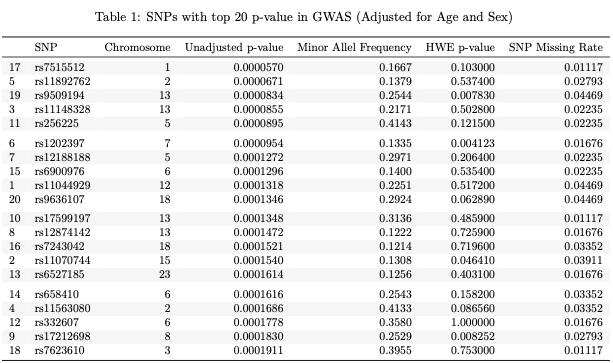 Table 1: SNPs with top 20 p-value in GWAS (Adjusted for Age and Sex)
SNP Chromosome Unadjusted p-value Minor Allel Frequency HWE p-value SNP Missing Rate
17 rs7515512 1 0.0000570 0.1667 0.103000 0.01117
5 rs11892762 2 0.0000671 0.1379 0.537400 0.02793
19 rs9509194 13 0.0000834 0.2544 0.007830 0.04469
3 rs11148328 13 0.0000855 0.2171 0.502800 0.02235
11 rs256225 5 0.0000895 0.4143 0.121500 0.02235
6 rs1202397 7 0.0000954 0.1335 0.004123 0.01676
7 rs12188188 5 0.0001272 0.2971 0.206400 0.02235
15 rs6900976 6 0.0001296 0.1400 0.535400 0.02235
1 rs11044929 12 0.0001318 0.2251 0.517200 0.04469
20 rs9636107 18 0.0001346 0.2924 0.062890 0.04469
10 rs17599197 13 0.0001348 0.3136 0.485900 0.01117
8 rs12874142 13 0.0001472 0.1222 0.725900 0.01676
16 rs7243042 18 0.0001521 0.1214 0.719600 0.03352
2 rs11070744 15 0.0001540 0.1308 0.046410 0.03911
13 rs6527185 23 0.0001614 0.1256 0.403100 0.01676
14 rs658410 6 0.0001616 0.2543 0.158200 0.03352
4 rs11563080 2 0.0001686 0.4133 0.086560 0.03352
12 rs332607 6 0.0001778 0.3580 1.000000 0.01676
9 rs17212698 8 0.0001830 0.2529 0.008252 0.02793
18 rs7623610 3 0.0001911 0.3955 0.753000 0.01117